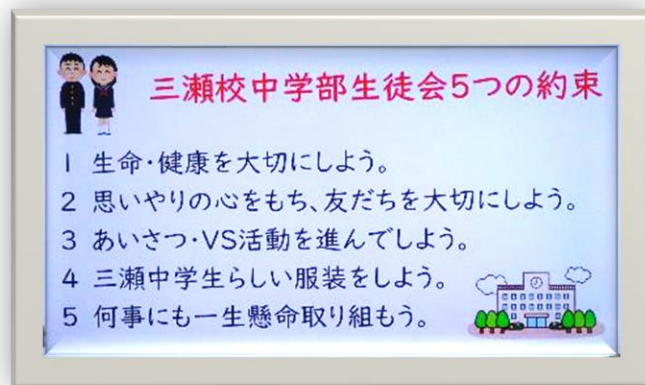 三瀬校中学部生徒会5つの約束
1 生命・健康を大切にしよう。
2 思いやりの心をもち、友だちを大切にしよう。
3 あいさつ・VS活動を進んでしよう。
4 三瀬中学生らしい服装をしよう。
5 何事にも一生懸命取り組もう。